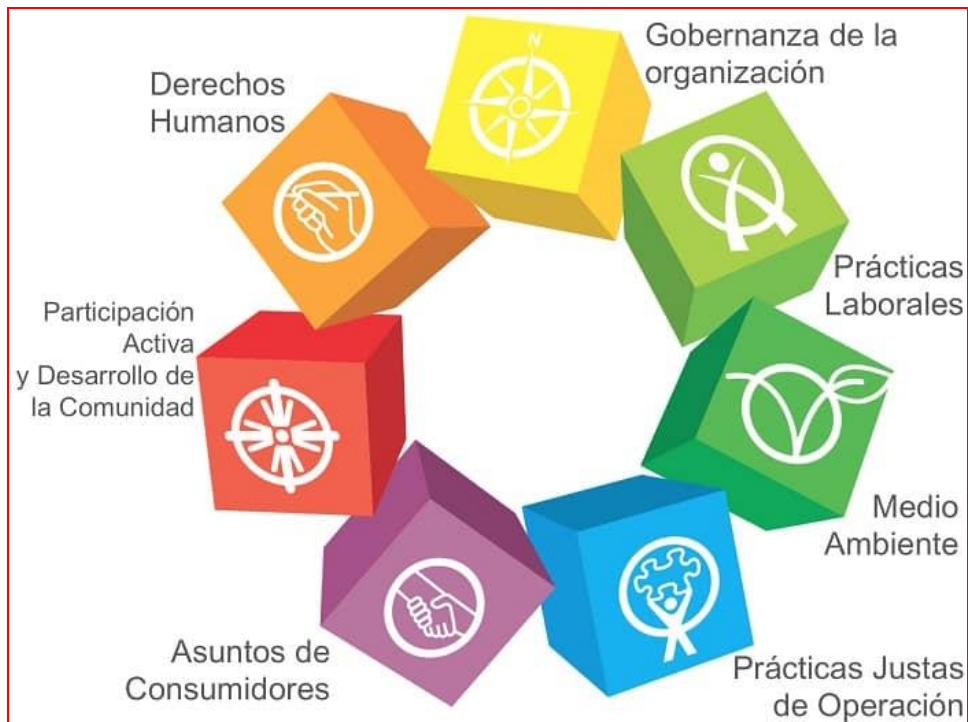 N
Gobernanza de la
organización
Derechos
Humanos
Prácticas
Laborales
Participación
Activa
y Desarrollo de
la Comunidad
Medio
Ambiente
Asuntos de
Consumidores
Prácticas Justas
de Operación